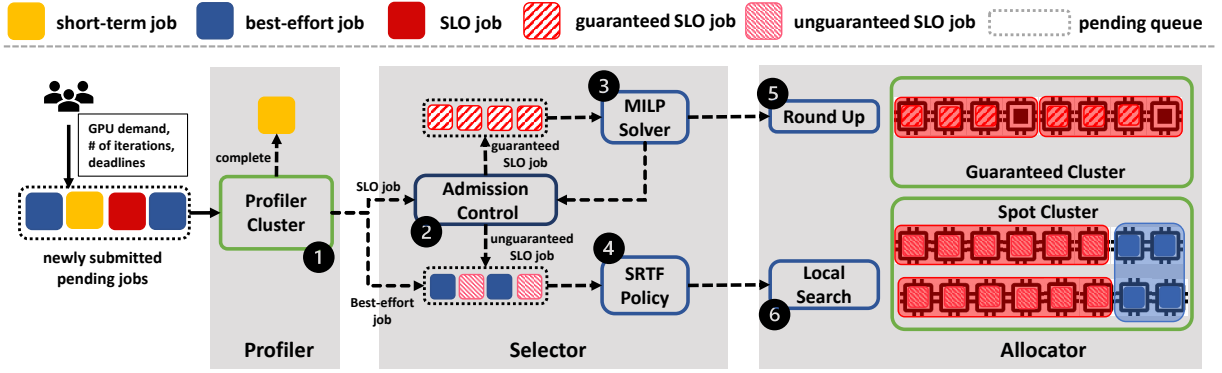 short-term job
best-effort job
SLO job
guaranteed SLO job
unguaranteed SLO job
pending queue
GPU demand,
# of iterations,
deadlines
newly submitted
pending jobs
complete
Profiler
Cluster
1
Profiler
SLO job
Best-effort
job
guaranteed
SLO job
Admission
Control
2
unguaranteed
SLO job
3
MILP
Solver
4
SRTF
Policy
Selector
5
Round Up
Local
Search
6
Guaranteed Cluster
Spot Cluster
Allocator